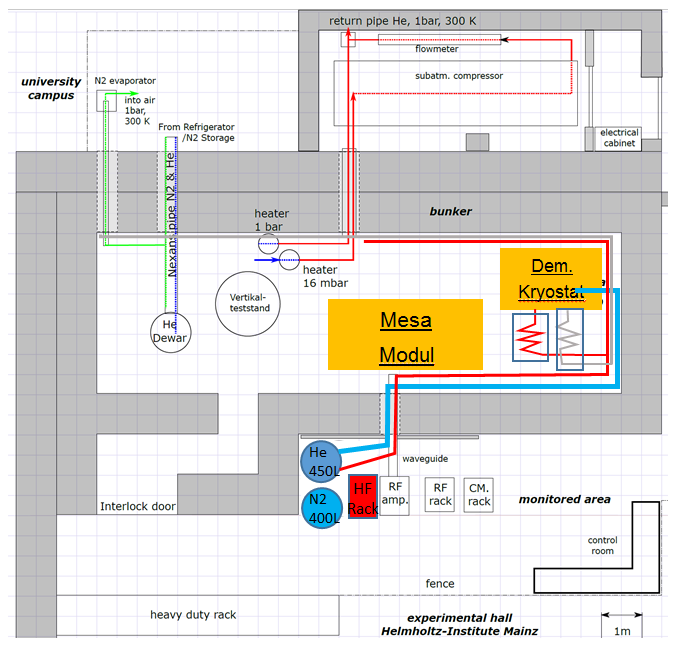 return pipe He, 1bar, 300 K
flowmeter
subatm. compressor
university
campus
N2 evaporator
into air
1bar,
300 K
From Refrigerator
/N2 Storage
electrical
cabinet
Nexans pipe N2 & He
bunker
heater
1 bar
heater
16 mbar
Dem.
Kryostat
Vertikal-
teststand
Mesa
Modul
He
Dewar
He
450L
waveguide
N2
400L
HF
Rack
RF
amp.
RF
rack
CM.
rack
monitored area
Interlock door
control
room
fence
heavy duty rack
experimental hall
Helmholtz-Institute Mainz
1m